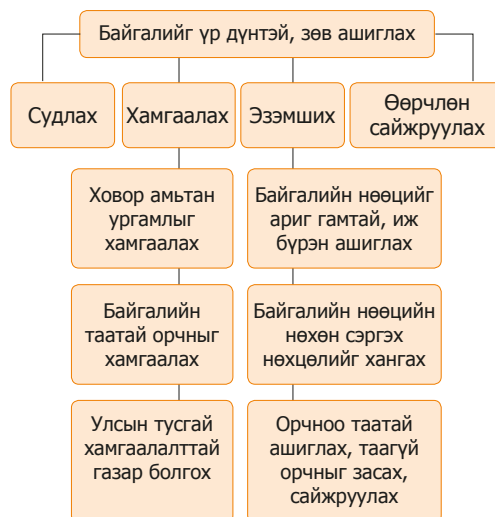 Байгалийг үр дүнтэй, зөв ашиглах
Судлах
Хамгаалах
Эзэмших
Өөрчлөн
сайжруулах
Ховор амьтан
ургамлыг
хамгаалах
Байгалийн нөөцийг
ариг гамтай, иж
бүрэн ашиглах
Байгалийн
таатай орчныг
хамгаалах
Байгалийн нөөцийн
нөхөн сэргэх
нөхцөлийг хангах
Улсын тусгай
хамгаалалттай
газар болгох
Орчноо таатай
ашиглах, таагүй
орчныг засах,
сайжруулах